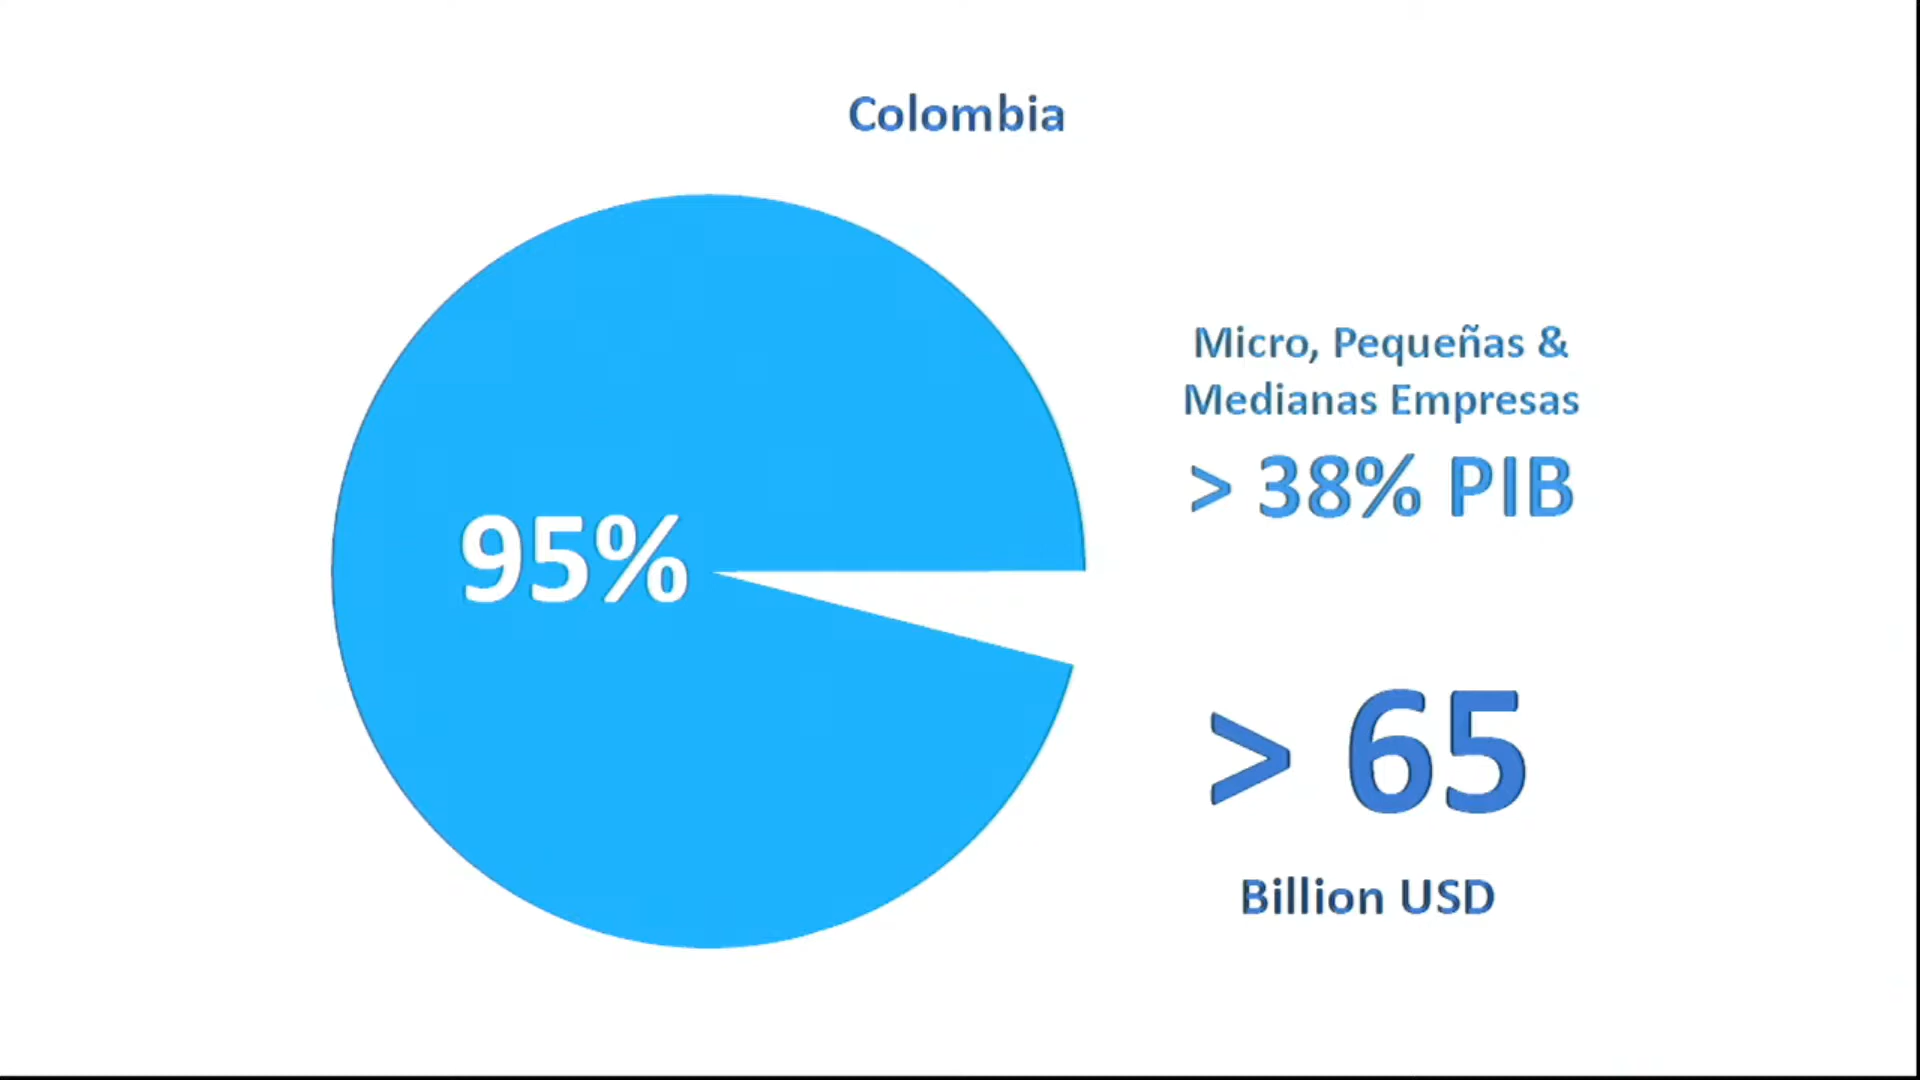 Colombia
95%
Micro, Pequeñas &
Medianas Empresas
> 38% PIB
> 65
Billion USD